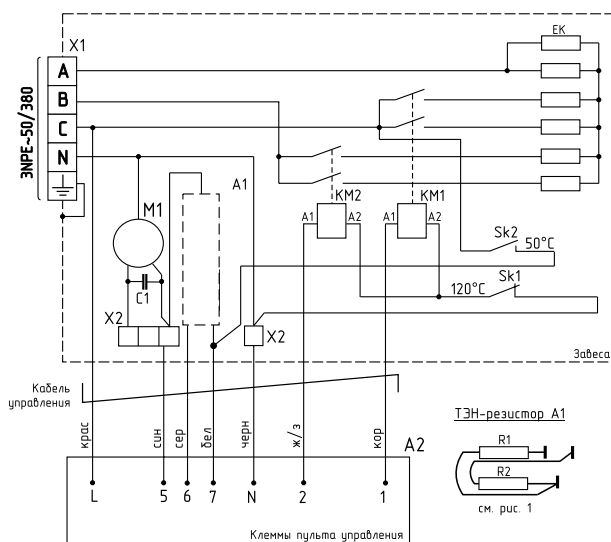 X1
EK
A
B
C
N
3NPE~50/380
A1
M1
C1
X2
KM2
KM1
A1
A2
A1
A2
Sk2
50°C
Sk1
120°C
X2
Завеса
Кабель
управления
крас
син
сер
бел
черн
ж/з
кор
A2
L
5
6
7
N
2
1
Клеммы пульта управления
ТЭН-резистор A1
R1
R2
см. рис. 1